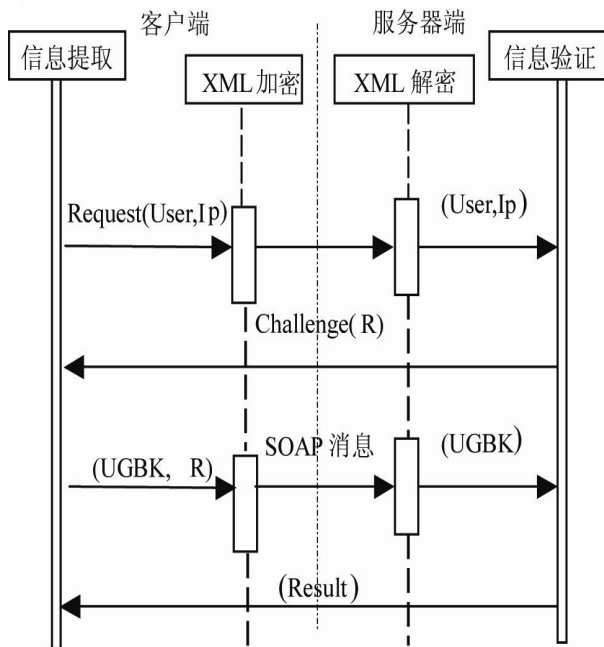 客户端
服务器端
信息提取
XML 加密
XML 解密
信息验证
Request(User,Ip)
(User,Ip)
Challenge( R)
(UGBK, R)
SOAP 消息
(UGBK)
(Result)